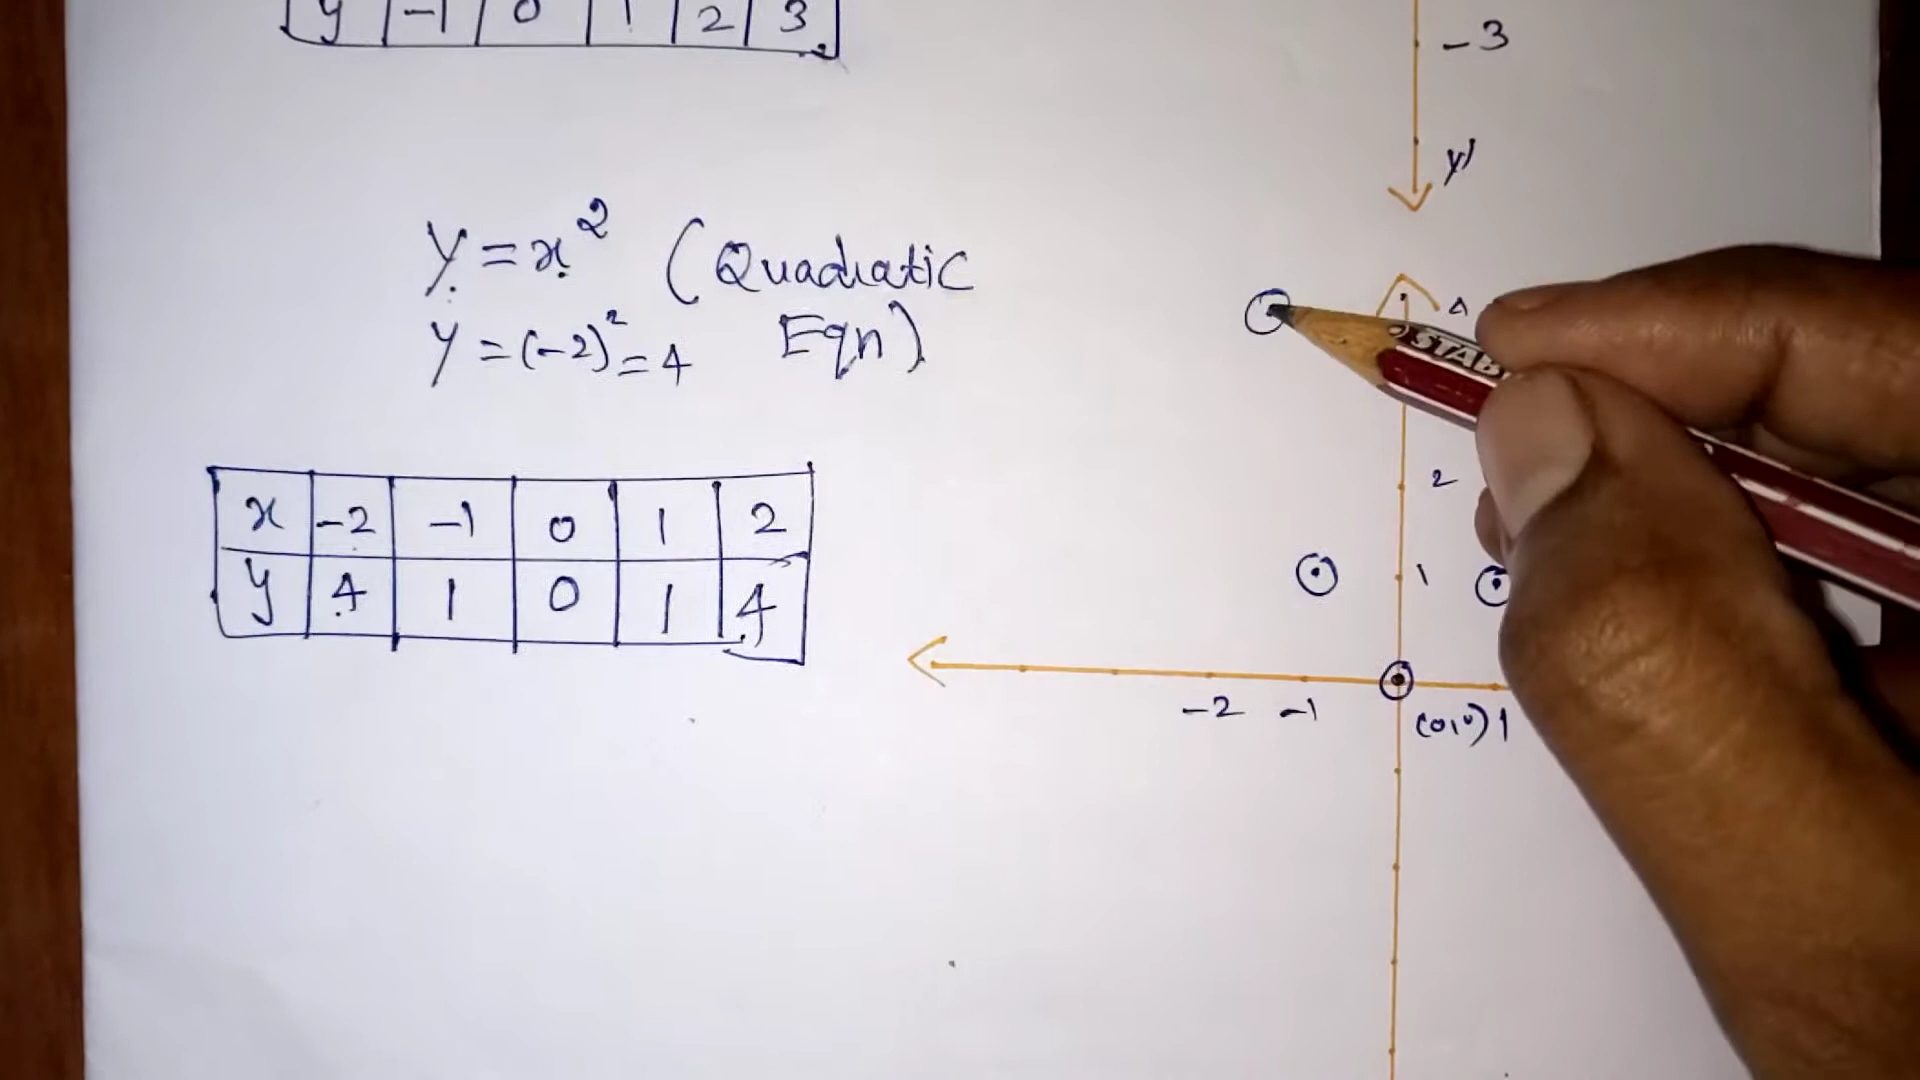 y -1 0 1 2 3
y = x² (Quadratic
y = (-2)² = 4 Eqn)
x -2 -1 0 1 2
y 4 1 0 1 4
-3
y'
4
STAB
2
1
-2 -1 (0,0) 1